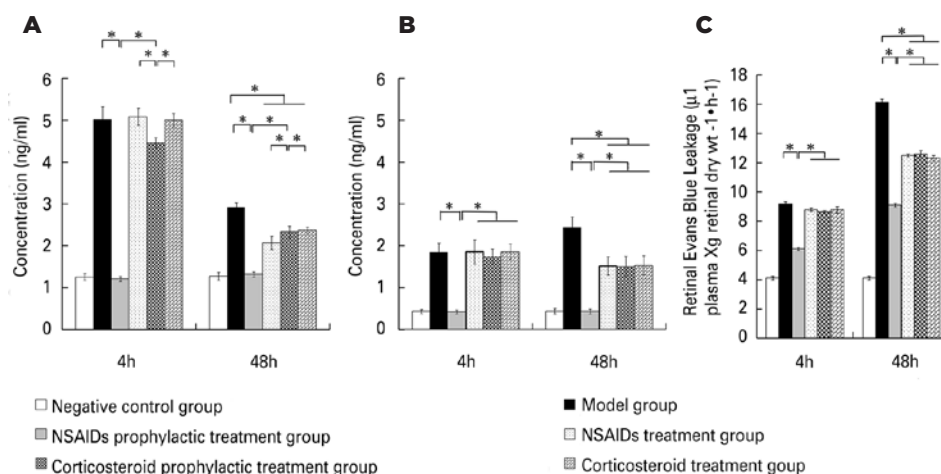 A
B
C
Concentration (ng/ml)
6
5
4
3
2
1
0
* *
* *
*
* *
* *
4h
48h
Concentration (ng/ml)
6
5
4
3
2
1
0
* *
*
* *
4h
48h
Retinal Evans Blue Leakage (μ1
plasma Xg retinal dry wt -1•h-1)
18
16
14
12
10
8
6
4
2
0
* *
*
* *
4h
48h
Negative control group
NSAIDs prophylactic treatment group
Corticosteroid prophylactic treatment group
Model group
NSAIDs treatment group
Corticosteroid treatment goup